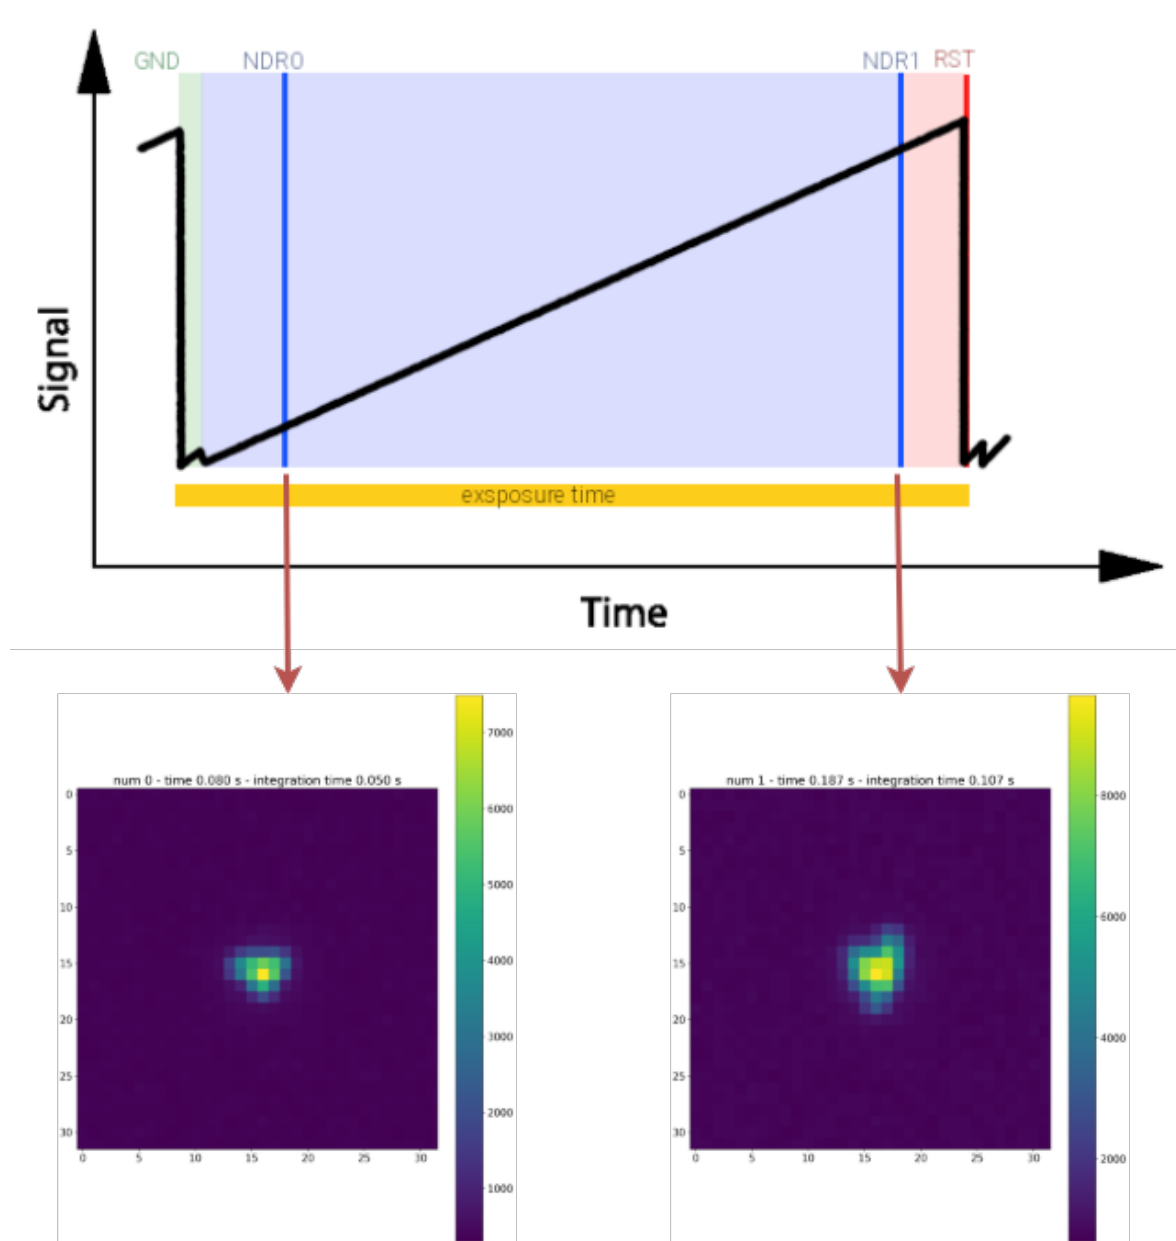 GND
NDR0
NDR1
RST
Signal
exsposure time
Time
num 0 - time 0.080 s - integration time 0.050 s
0
5
10
15
20
25
30
0 5 10 15 20 25 30
7000
6000
5000
4000
3000
2000
1000
num 1 - time 0.187 s - integration time 0.107 s
0
5
10
15
20
25
30
0 5 10 15 20 25 30
8000
6000
4000
2000